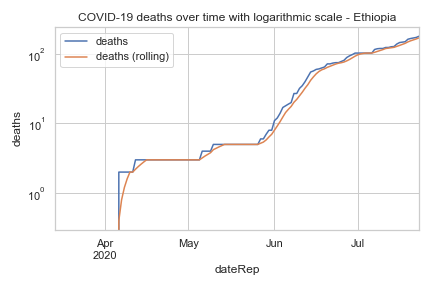 COVID-19 deaths over time with logarithmic scale - Ethiopia
deaths
deaths (rolling)
10²
10¹
10⁰
deaths
Apr
2020
May
Jun
Jul
dateRep